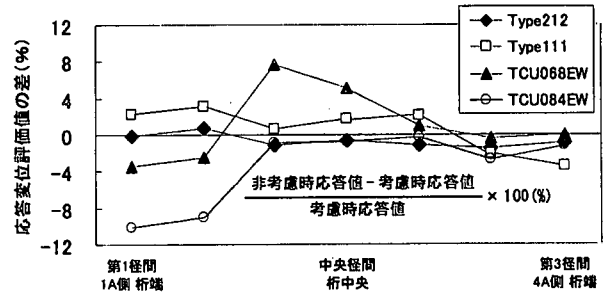 応答変位評価値の差(%)
12
8
4
0
-4
-8
-12
Type212
Type111
TCU068EW
TCU084EW
非考慮時応答値 - 考慮時応答値
考慮時応答値
× 100(%)
第1径間
1A側 桁端
中央径間
桁中央
第3径間
4A側 桁端